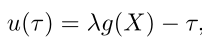 u(τ) = λg(X) − τ,